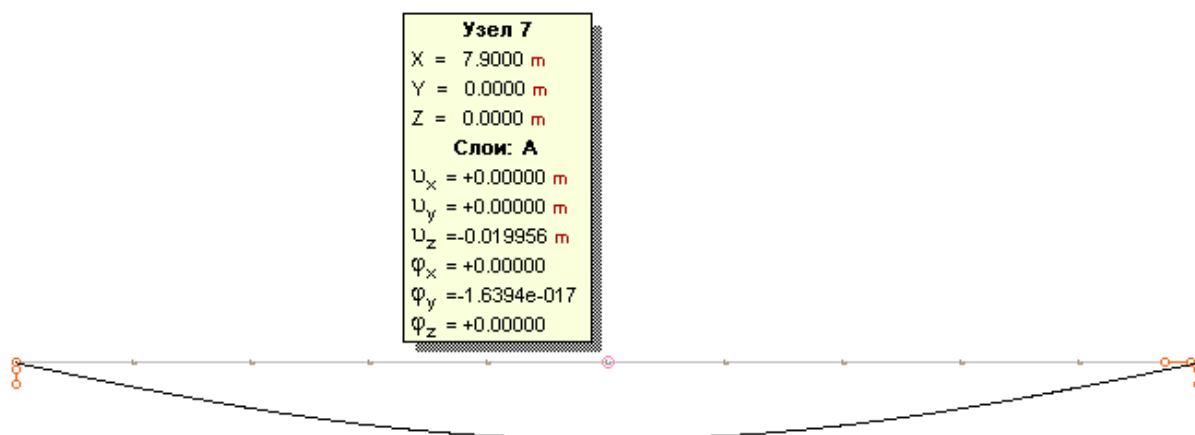 Узел 7
X = 7.9000 m
Y = 0.0000 m
Z = 0.0000 m
Слои: A
υx = +0.00000 m
υy = +0.00000 m
υz =-0.019956 m
φx = +0.00000
φy =-1.6394e-017
φz = +0.00000